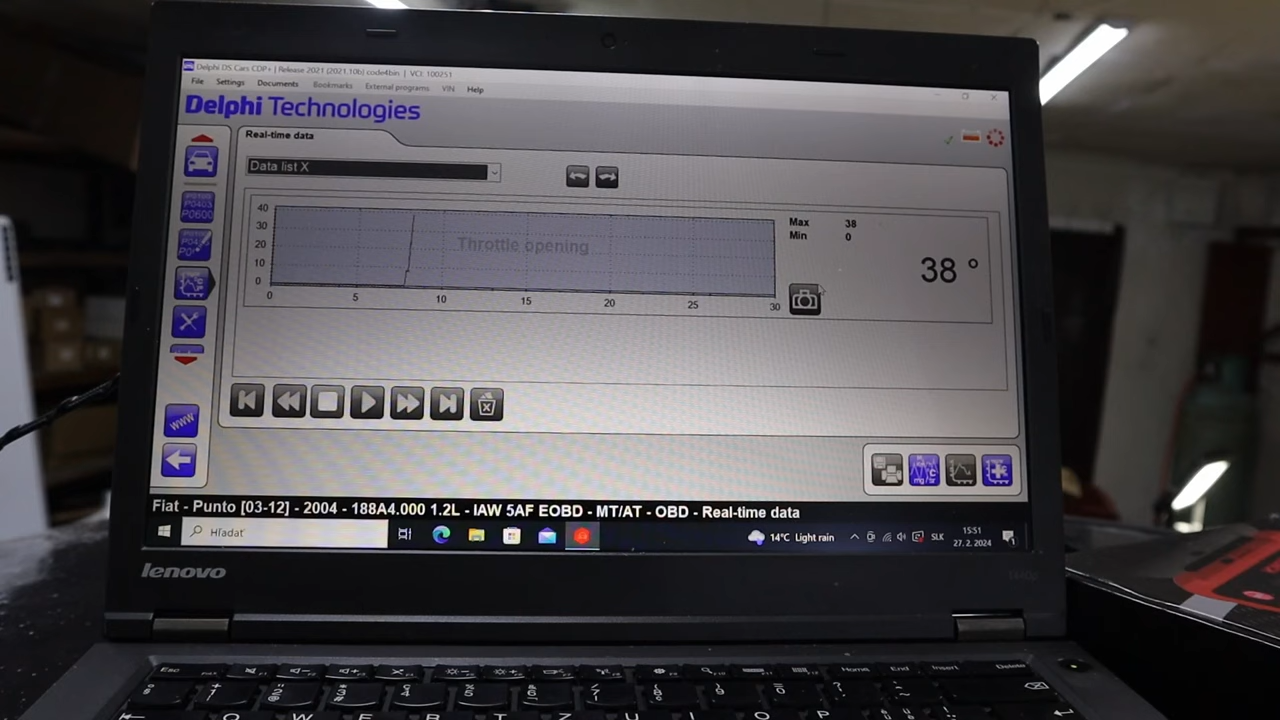 Delphi DS Cars CDP+ | Release 2021 (2021.10b) code4bin | VCI: 100251
File Settings Documents Bookmarks External programs VIN Help
Delphi Technologies
Real-time data
Data list X
P0403
P0600
40
30
20
10
0
Throttle opening
0 5 10 15 20 25 30
Max 38
Min 0
38 °
WWW
mg/str
Fiat - Punto [03-12] - 2004 - 188A4.000 1.2L - IAW 5AF EOBD - MT/AT - OBD - Real-time data
Hľadať
14°C Light rain
SLK
15:51
27. 2. 2024
lenovo
Esc
Home End Insert Delete
W E R T Z U I O P